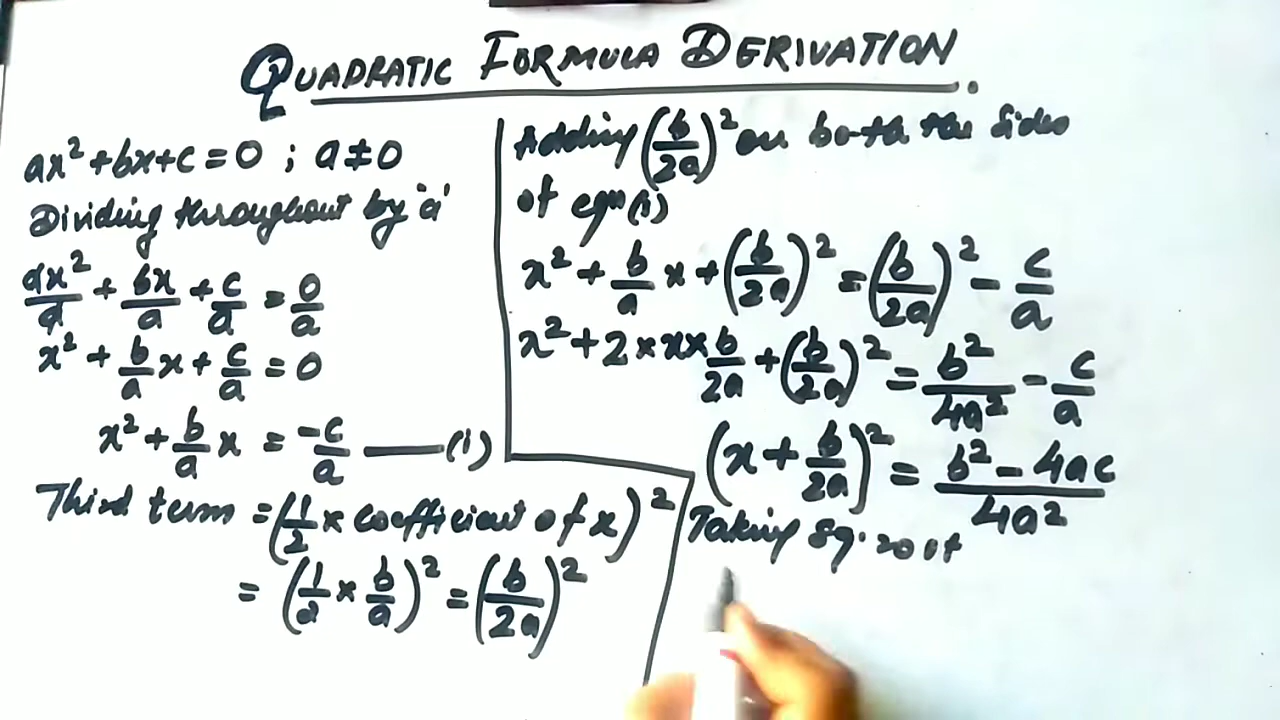 QUADRATIC FORMULA DERIVATION.
ax² + bx + c = 0 ; a ≠ 0
Dividing throughout by 'a'
ax²/a + bx/a + c/a = 0/a
x² + b/a x + c/a = 0
x² + b/a x = -c/a —— (i)
Third term = (1/2 × coefficient of x)²
= (1/2 × b/a)² = (b/2a)²
Adding (b/2a)² on both the sides
of eqn (i)
x² + b/a x + (b/2a)² = (b/2a)² - c/a
x² + 2 × x × b/2a + (b/2a)² = b²/4a² - c/a
(x + b/2a)² = b² - 4ac/4a²
Taking sq. root